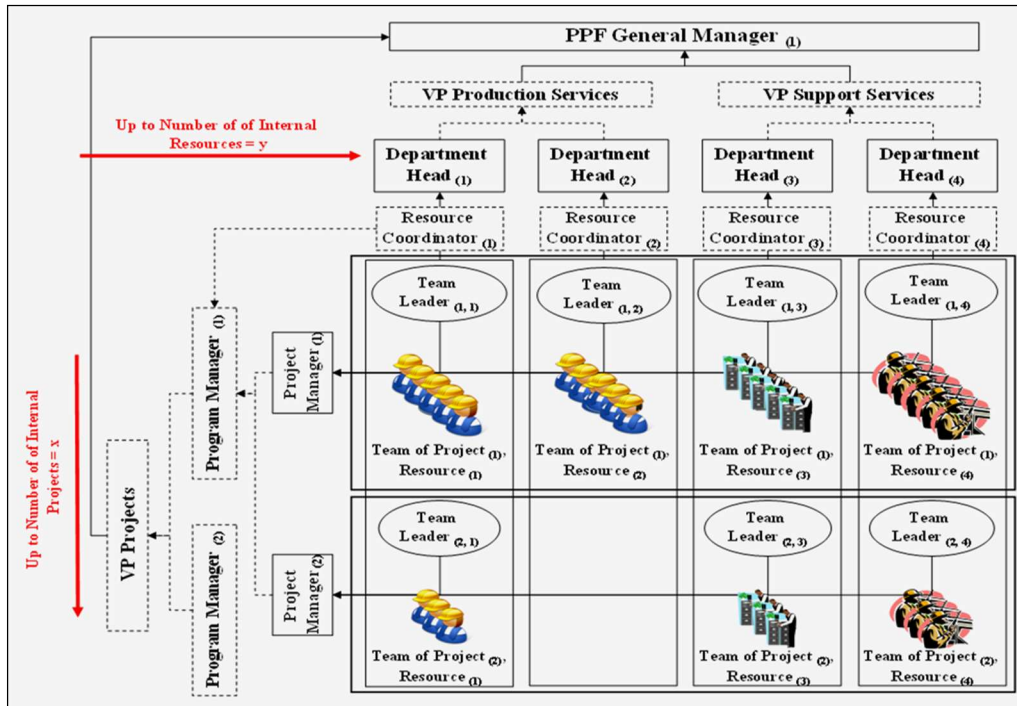 PPF General Manager (1)
VP Production Services
VP Support Services
Up to Number of of Internal
Resources = y
Department
Head (1)
Department
Head (2)
Department
Head (3)
Department
Head (4)
Resource
Coordinator (1)
Resource
Coordinator (2)
Resource
Coordinator (3)
Resource
Coordinator (4)
Team
Leader (1, 1)
Team
Leader (1, 2)
Team
Leader (1, 3)
Team
Leader (1, 4)
Program Manager (1)
Project
Manager (1)
Team of Project (1),
Resource (1)
Team of Project (1),
Resource (2)
Team of Project (1),
Resource (3)
Team of Project (1),
Resource (4)
Up to Number of of Internal
Projects = x
VP Projects
Program Manager (2)
Project
Manager (2)
Team
Leader (2, 1)
Team
Leader (2, 3)
Team
Leader (2, 4)
Team of Project (2),
Resource (1)
Team of Project (2),
Resource (3)
Team of Project (2),
Resource (4)